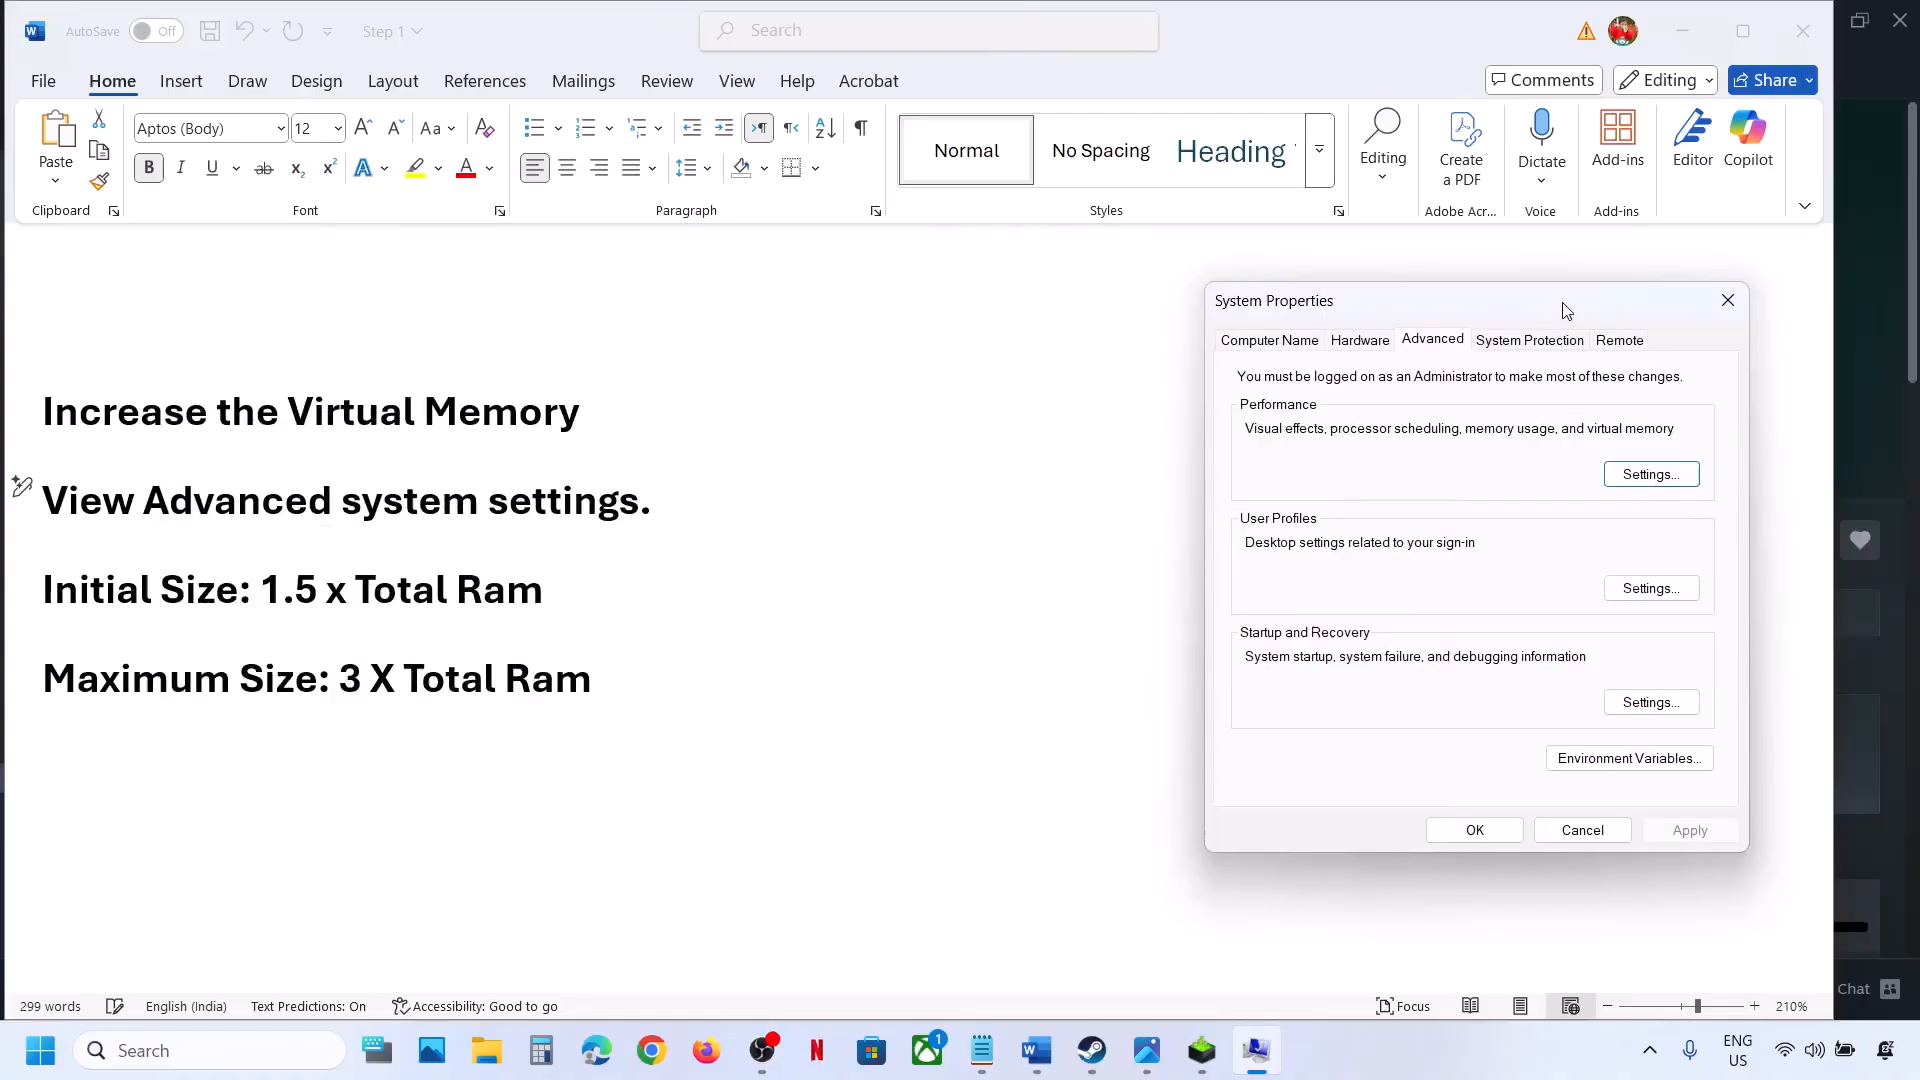 AutoSave Off Step 1 Search
File Home Insert Draw Design Layout References Mailings Review View Help Acrobat Comments Editing Share
Paste Aptos (Body) 12 Aa Normal No Spacing Heading Editing Create a PDF Dictate Add-ins Editor Copilot
Clipboard Font Paragraph Styles Adobe Acr... Voice Add-ins
Increase the Virtual Memory
View Advanced system settings.
Initial Size: 1.5 x Total Ram
Maximum Size: 3 X Total Ram
System Properties
Computer Name Hardware Advanced System Protection Remote
You must be logged on as an Administrator to make most of these changes.
Performance
Visual effects, processor scheduling, memory usage, and virtual memory
Settings...
User Profiles
Desktop settings related to your sign-in
Settings...
Startup and Recovery
System startup, system failure, and debugging information
Settings...
Environment Variables...
OK Cancel Apply
Chat
299 words English (India) Text Predictions: On Accessibility: Good to go Focus 210%
Search 1 ENG
US